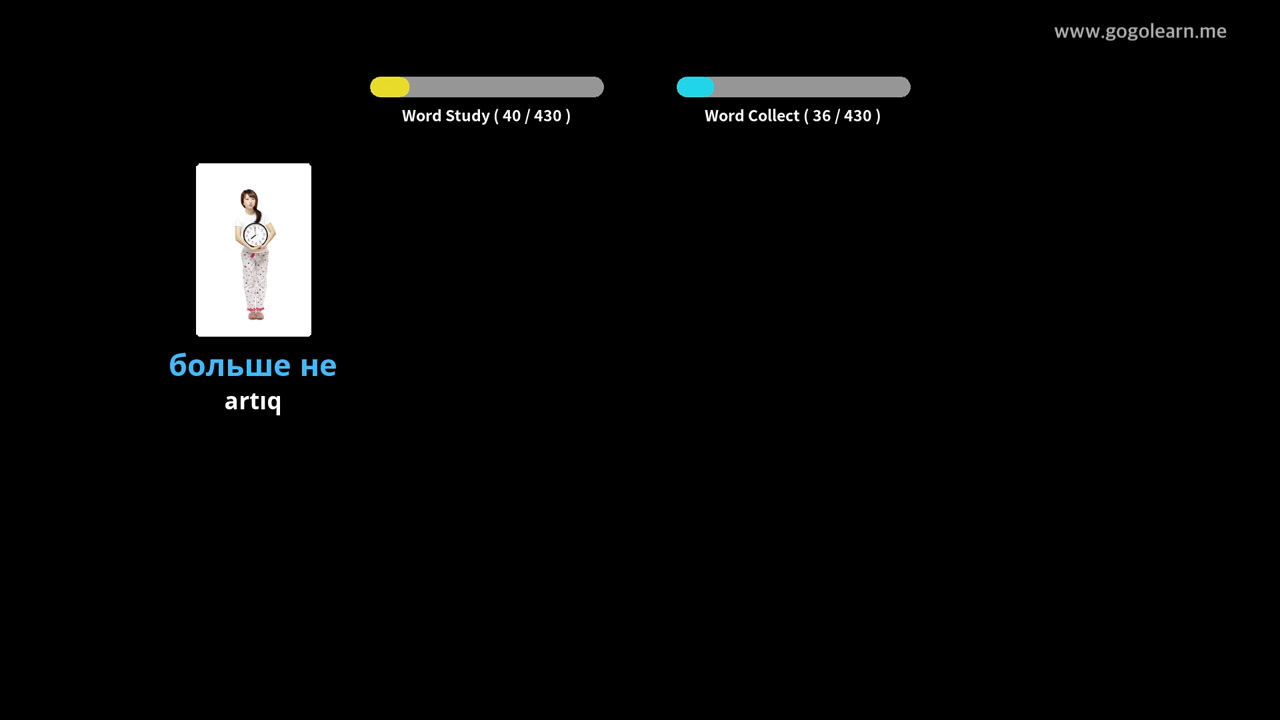 www.gogolearn.me
Word Study ( 40 / 430 )
Word Collect ( 36 / 430 )
больше не
artıq